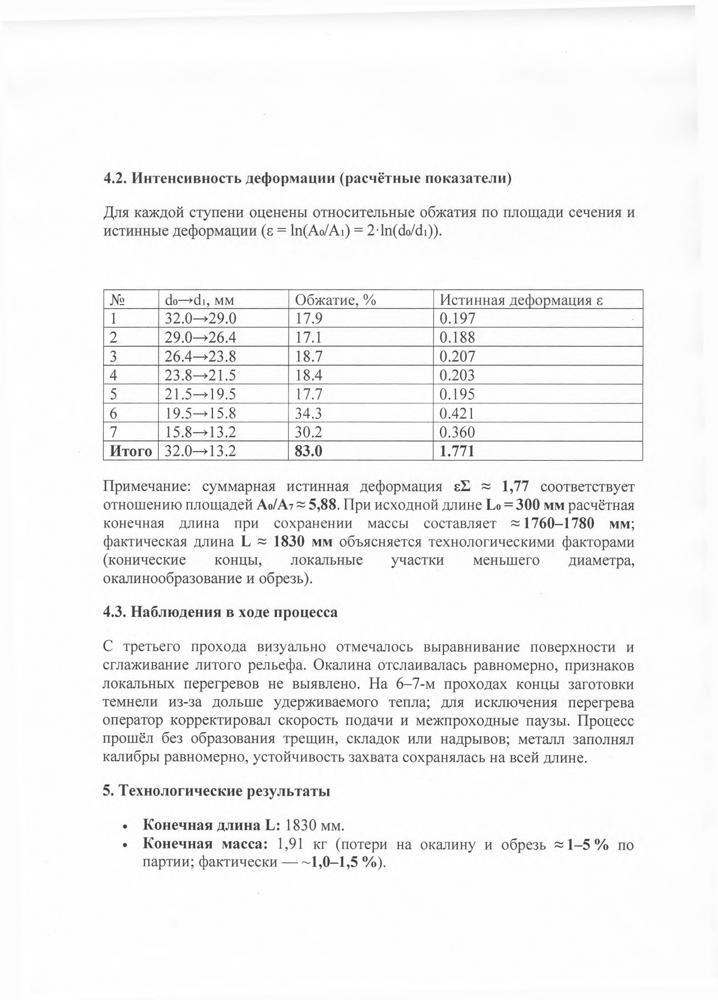 4.2. Интенсивность деформации (расчётные показатели)
Для каждой ступени оценены относительные обжатия по площади сечения и
истинные деформации (ε = ln(A₀/A₁) = 2·ln(d₀/d₁)).
№ d₀→d₁, мм Обжатие, % Истинная деформация ε
1 32.0→29.0 17.9 0.197
2 29.0→26.4 17.1 0.188
3 26.4→23.8 18.7 0.207
4 23.8→21.5 18.4 0.203
5 21.5→19.5 17.7 0.195
6 19.5→15.8 34.3 0.421
7 15.8→13.2 30.2 0.360
Итого 32.0→13.2 83.0 1.771
Примечание: суммарная истинная деформация εΣ ≈ 1,77 соответствует
отношению площадей A₀/A₇ ≈ 5,88. При исходной длине L₀ = 300 мм расчётная
конечная длина при сохранении массы составляет ≈ 1760–1780 мм;
фактическая длина L ≈ 1830 мм объясняется технологическими факторами
(конические концы, локальные участки меньшего диаметра,
окалинообразование и обрезь).
4.3. Наблюдения в ходе процесса
С третьего прохода визуально отмечалось выравнивание поверхности и
сглаживание литого рельефа. Окалина отслаивалась равномерно, признаков
локальных перегревов не выявлено. На 6–7-м проходах концы заготовки
темнели из-за дольше удерживаемого тепла; для исключения перегрева
оператор корректировал скорость подачи и межпроходные паузы. Процесс
прошёл без образования трещин, складок или надрывов; металл заполнял
калибры равномерно, устойчивость захвата сохранялась на всей длине.
5. Технологические результаты
• Конечная длина L: 1830 мм.
• Конечная масса: 1,91 кг (потери на окалину и обрезь ≈ 1–5 % по
партии; фактически — ~1,0–1,5 %).